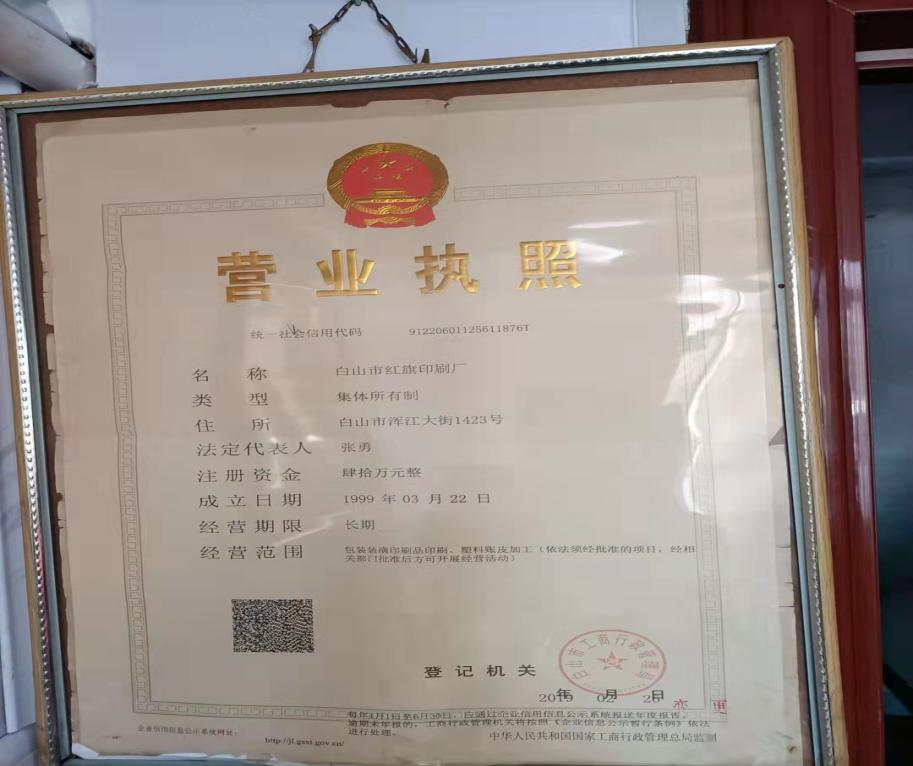 营业执照
统一社会信用代码 91220601125611876T
名称 白山市红旗印刷厂
类型 集体所有制
住所 白山市浑江大街1423号
法定代表人 张勇
注册资金 肆拾万元整
成立日期 1999 年 03 月 22 日
经营期限 长期
经营范围 包装装潢印刷品印刷、塑料账皮加工（依法须经批准的项目，经相
关部门批准后方可开展经营活动）
登记机关
白山市工商行政管理局
年 02 月 日
变更
每年1月1日至6月30日，应通过企业信用信息公示系统报送年度报告。
逾期未年报的，工商行政管理机关将按照《企业信息公示暂行条例》依法
进行处理。
企业信用信息公示系统网址：
http://jl.gsxt.gov.cn/
中华人民共和国国家工商行政管理总局监制